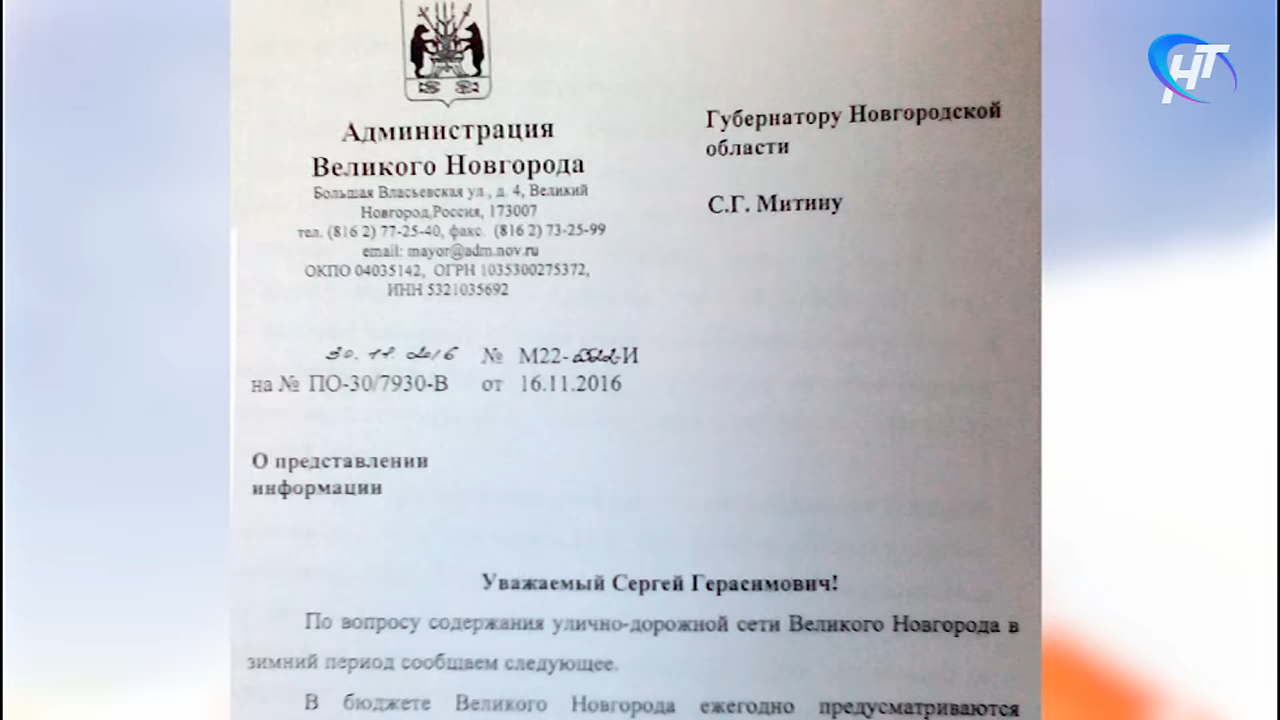 НТ
Администрация
Великого Новгорода
Большая Власьевская ул., д. 4, Великий
Новгород,Россия, 173007
тел. (816 2) 77-25-40, факс. (816 2) 73-25-99
email: mayor@adm.nov.ru
ОКПО 04035142, ОГРН 1035300275372,
ИНН 5321035692
Губернатору Новгородской
области
С.Г. Митину
2016 № М22- -И
на № ПО-30/7930-В от 16.11.2016
О представлении
информации
Уважаемый Сергей Герасимович!
По вопросу содержания улично-дорожной сети Великого Новгорода в
зимний период сообщаем следующее.
В бюджете Великого Новгорода ежегодно предусматриваются